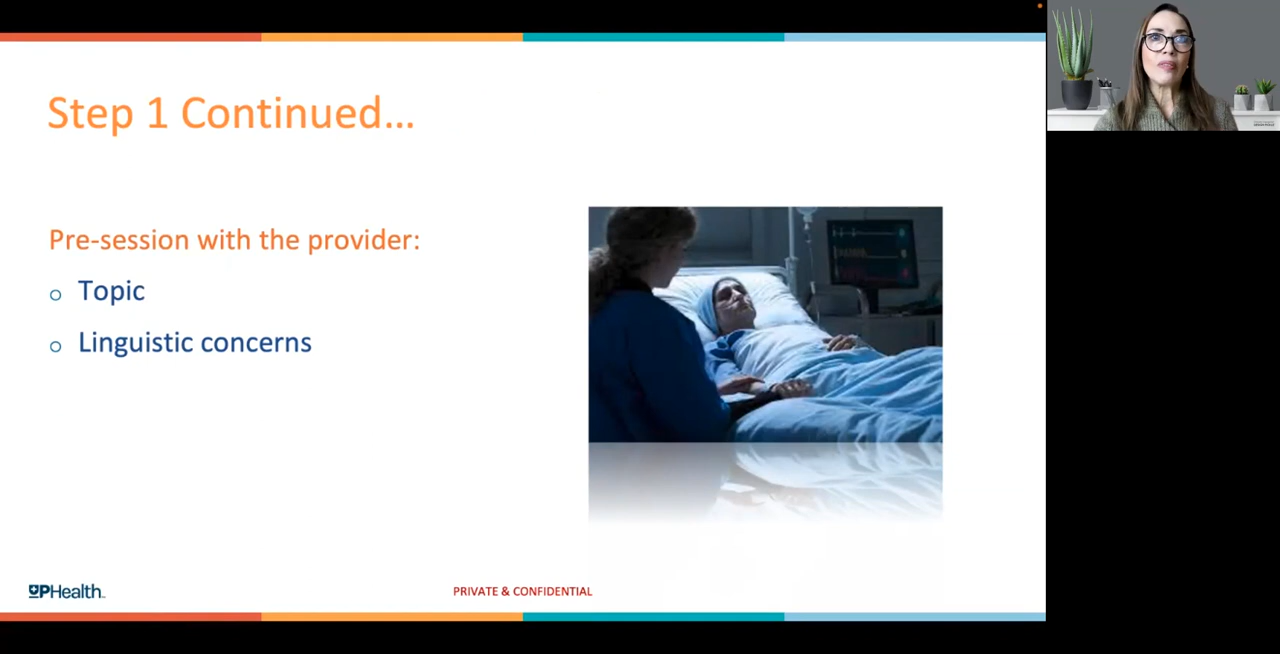 Step 1 Continued...
Pre-session with the provider:
o Topic
o Linguistic concerns
UPHealth
PRIVATE & CONFIDENTIAL